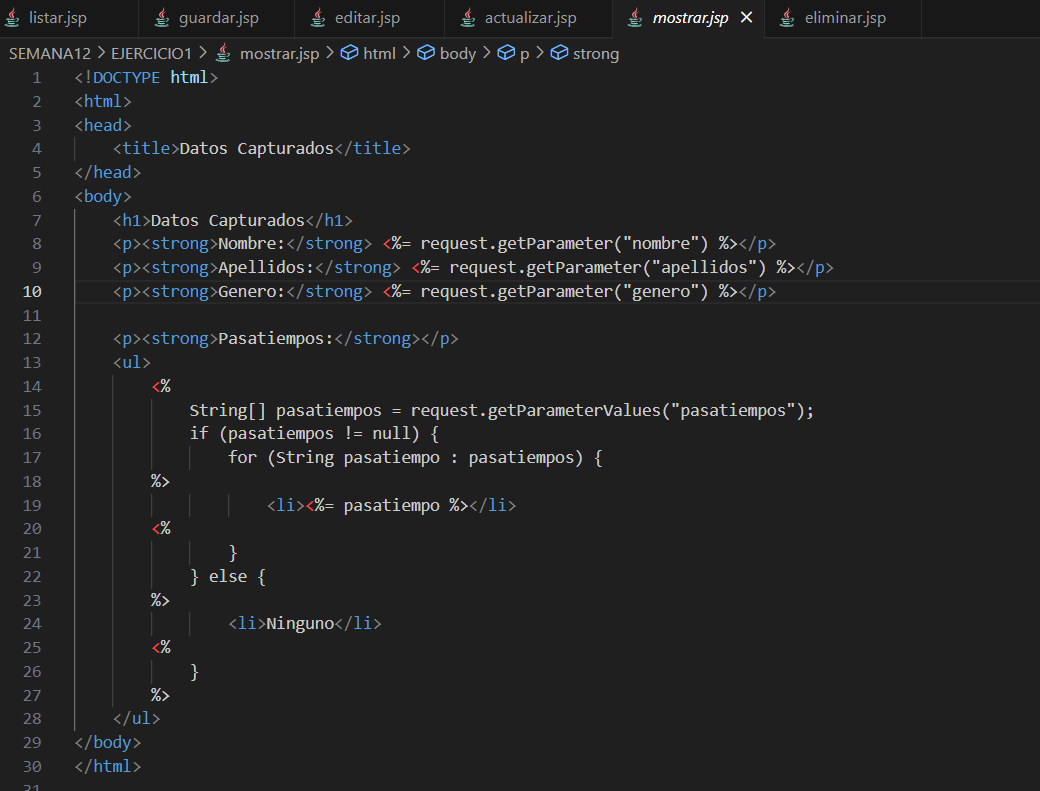 listar.jsp guardar.jsp editar.jsp actualizar.jsp mostrar.jsp × eliminar.jsp
SEMANA12 > EJERCICIO1 > mostrar.jsp > html > body > p > strong
1 <!DOCTYPE html>
2 <html>
3 <head>
4     <title>Datos Capturados</title>
5 </head>
6 <body>
7     <h1>Datos Capturados</h1>
8     <p><strong>Nombre:</strong> <%= request.getParameter("nombre") %></p>
9     <p><strong>Apellidos:</strong> <%= request.getParameter("apellidos") %></p>
10     <p><strong>Genero:</strong> <%= request.getParameter("genero") %></p>
11
12     <p><strong>Pasatiempos:</strong></p>
13     <ul>
14         <%
15             String[] pasatiempos = request.getParameterValues("pasatiempos");
16             if (pasatiempos != null) {
17                 for (String pasatiempo : pasatiempos) {
18         %>
19                     <li><%= pasatiempo %></li>
20         <%
21                 }
22             } else {
23         %>
24                 <li>Ninguno</li>
25         <%
26             }
27         %>
28     </ul>
29 </body>
30 </html>
31